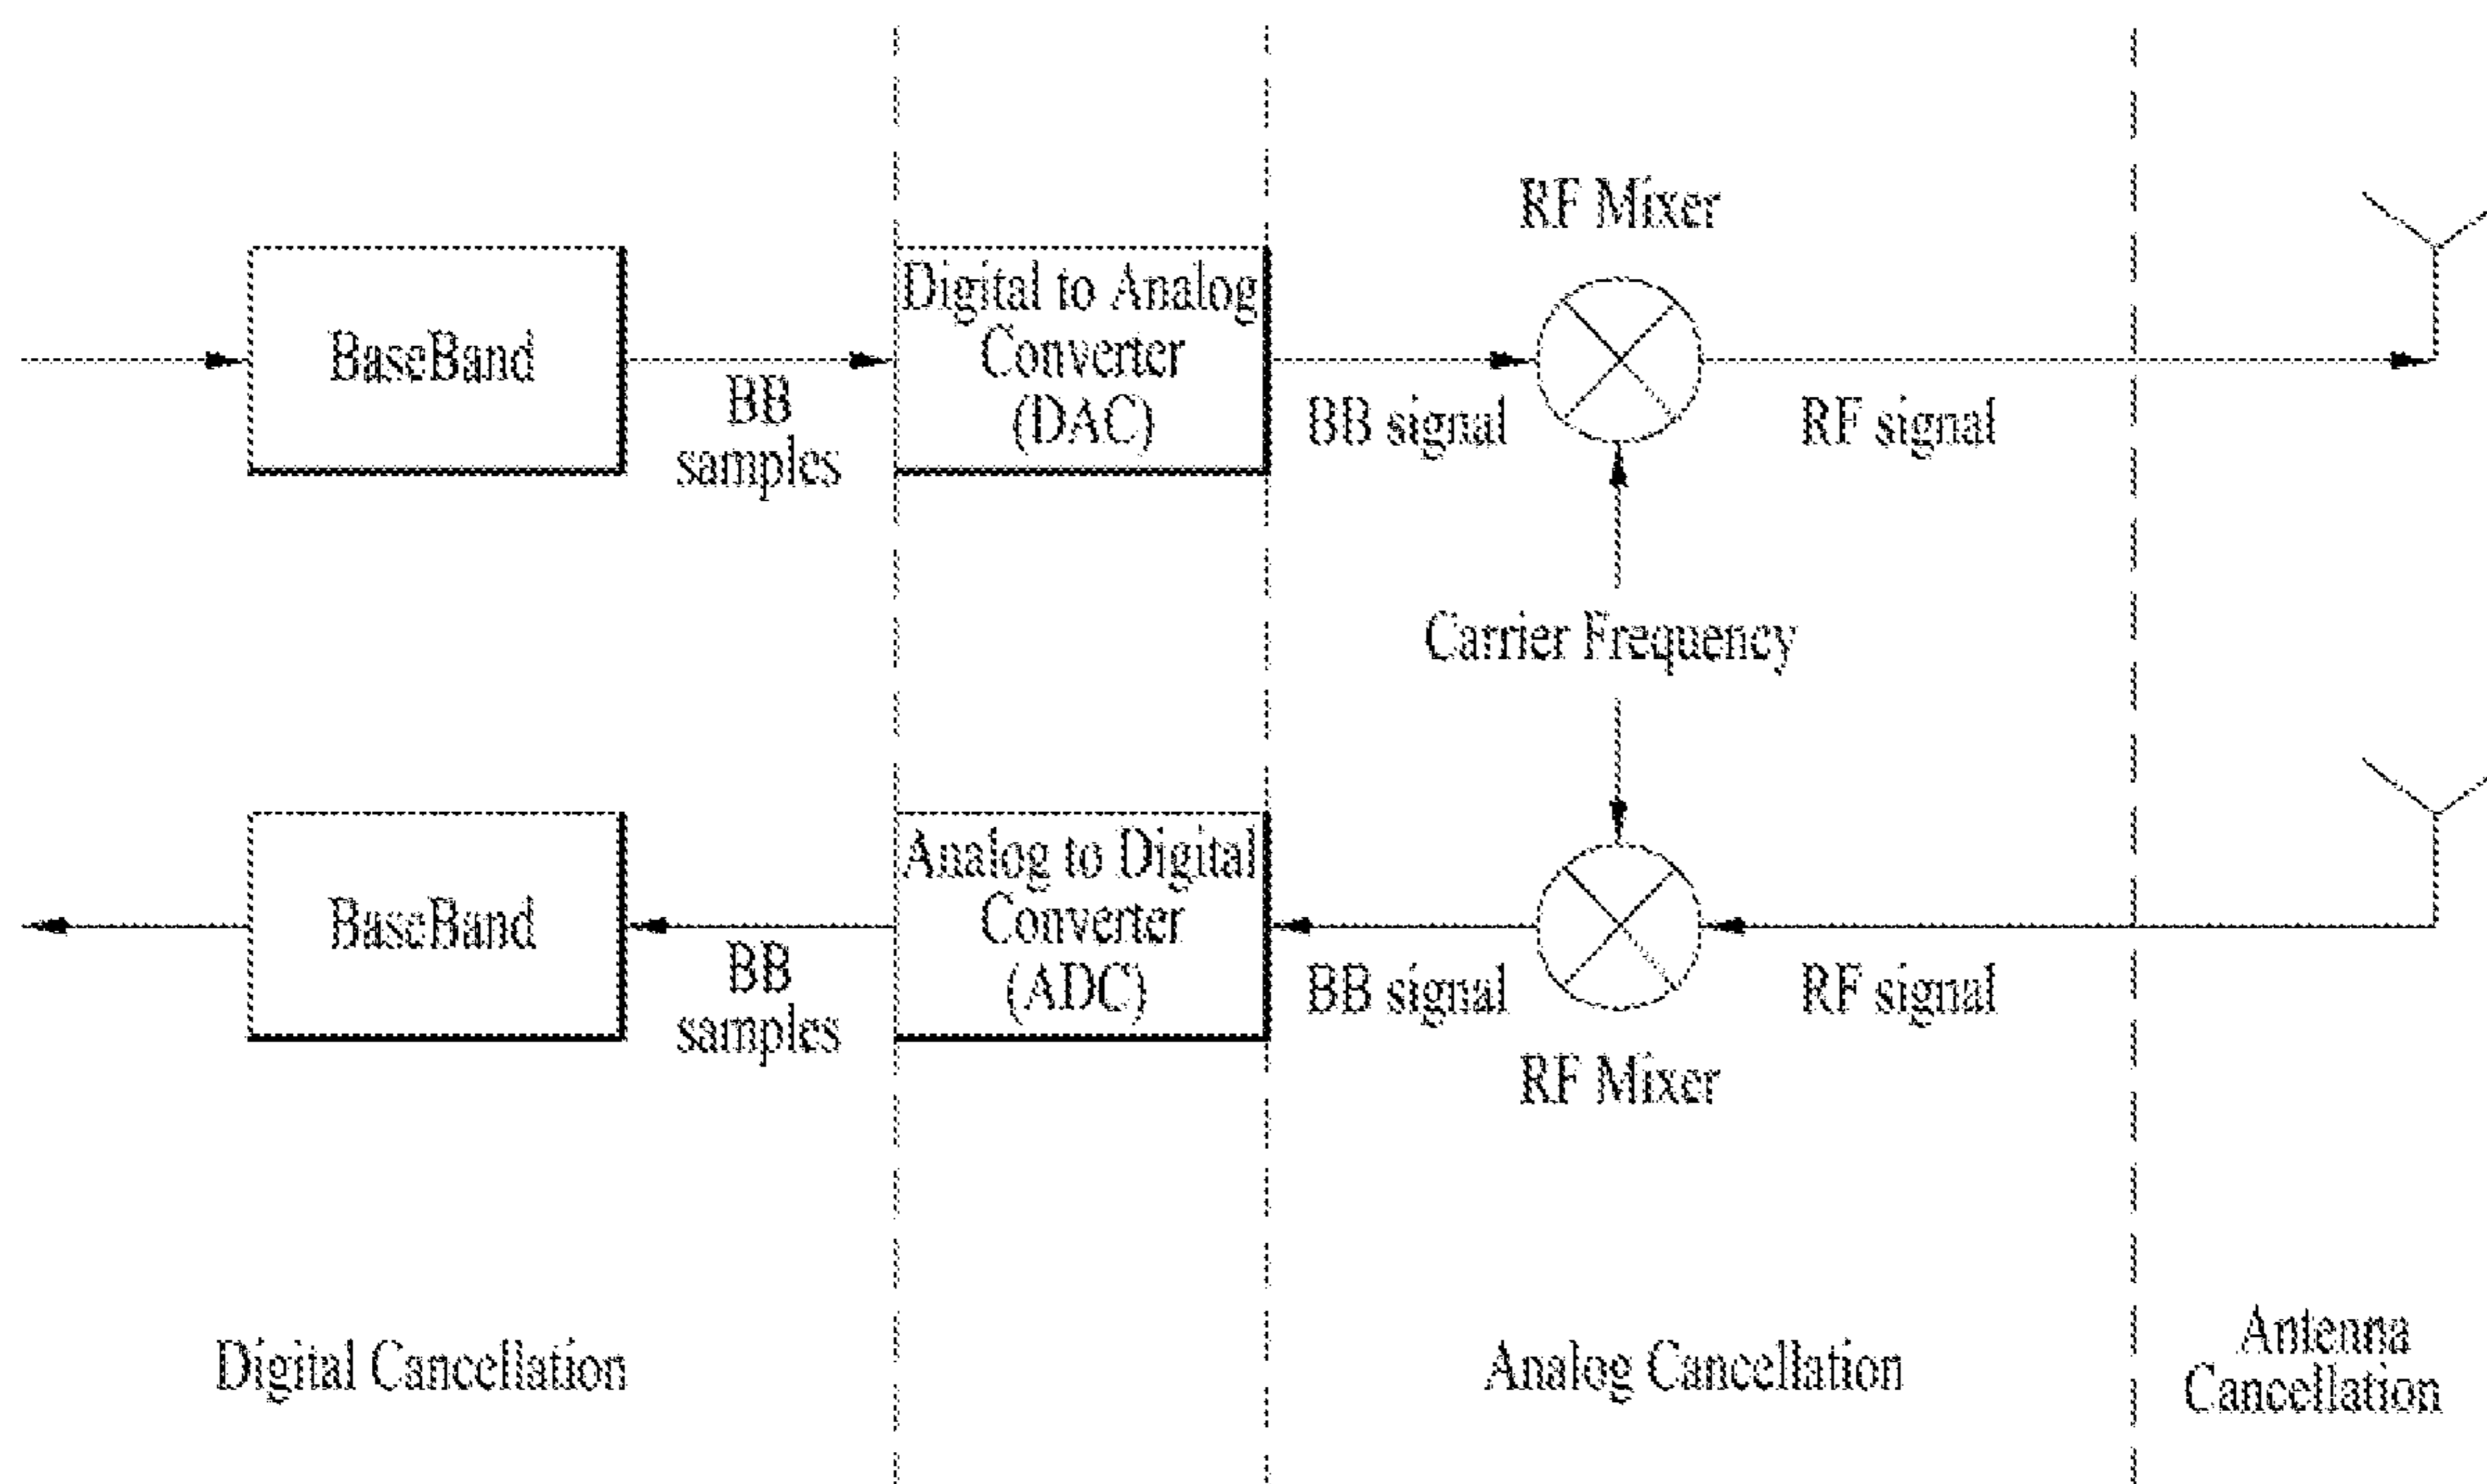 RF Mixer
BaseBand
BB
samples
Digital to Analog
Converter
(DAC)
BB signal
RF signal
Carrier Frequency
BaseBand
BB
samples
Analog to Digital
Converter
(ADC)
BB signal
RF signal
RF Mixer
Digital Cancellation
Analog Cancellation
Antenna
Cancellation